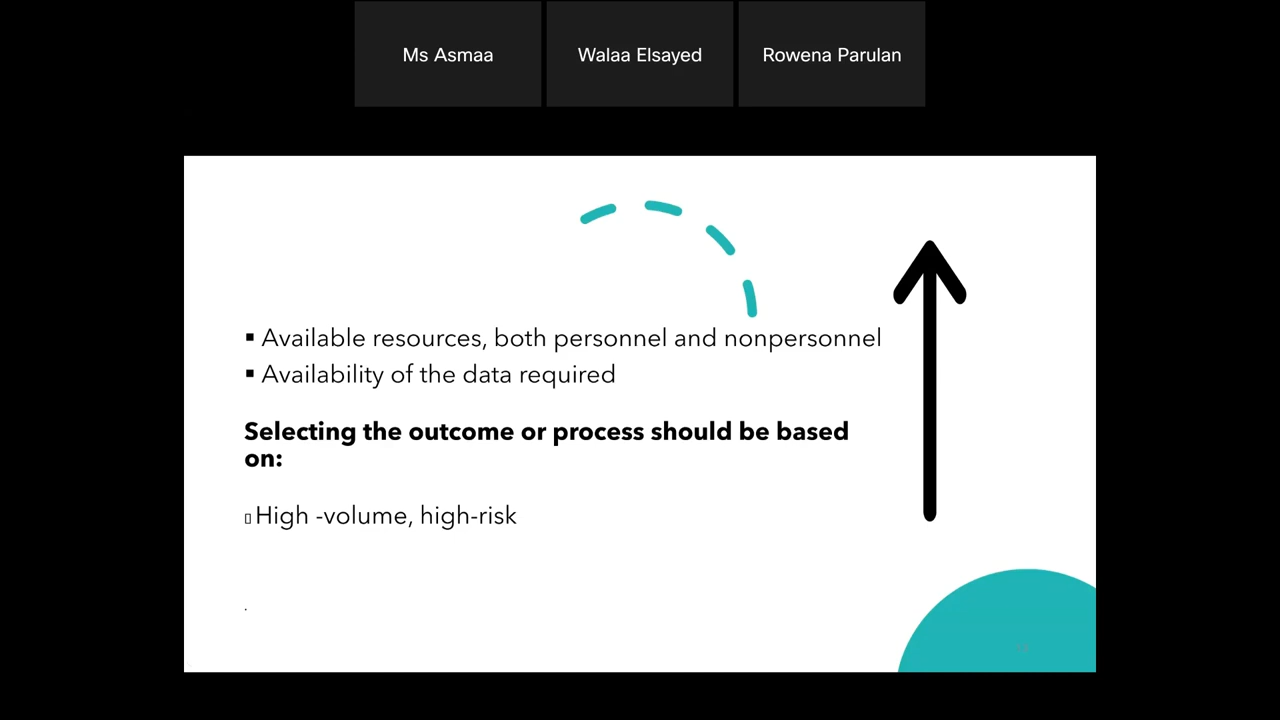 Ms Asmaa
Walaa Elsayed
Rowena Parulan
▪ Available resources, both personnel and nonpersonnel
▪ Availability of the data required
Selecting the outcome or process should be based
on:
▯High -volume, high-risk
.